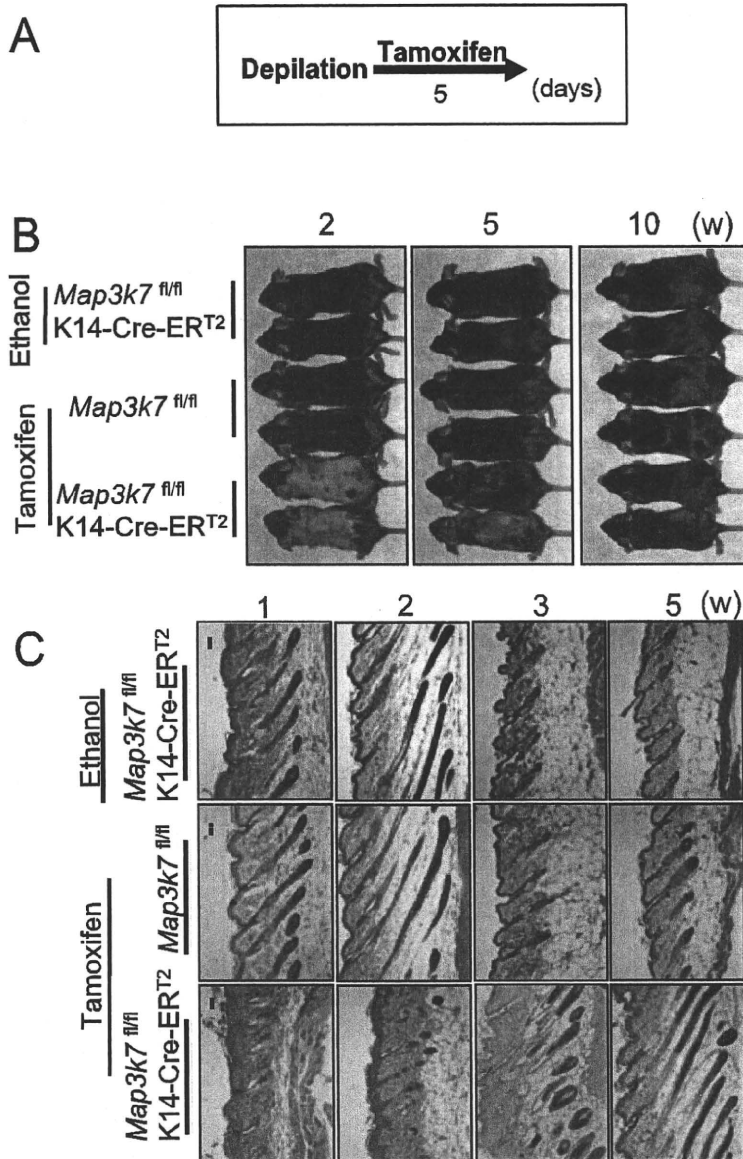 A
Depilation Tamoxifen
5 (days)
B
2 5 10 (w)
Ethanol
Map3k7 fl/fl
K14-Cre-ERT2
Tamoxifen
Map3k7 fl/fl
Map3k7 fl/fl
K14-Cre-ERT2
C
1 2 3 5 (w)
Ethanol
Map3k7 fl/fl
K14-Cre-ERT2
Tamoxifen
Map3k7 fl/fl
Map3k7 fl/fl
K14-Cre-ERT2